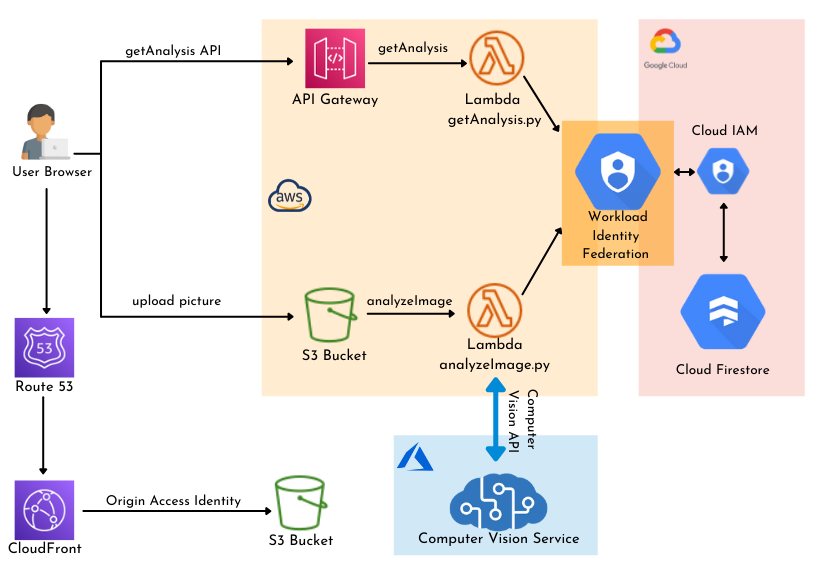 getAnalysis API
getAnalysis
API Gateway
Lambda
getAnalysis.py
Google Cloud
Cloud IAM
User Browser
aws
Workload
Identity
Federation
upload picture
analyzeImage
S3 Bucket
Lambda
analyzeImage.py
Cloud Firestore
53
Route 53
Computer
Vision API
Origin Access Identity
CloudFront
S3 Bucket
Computer Vision Service